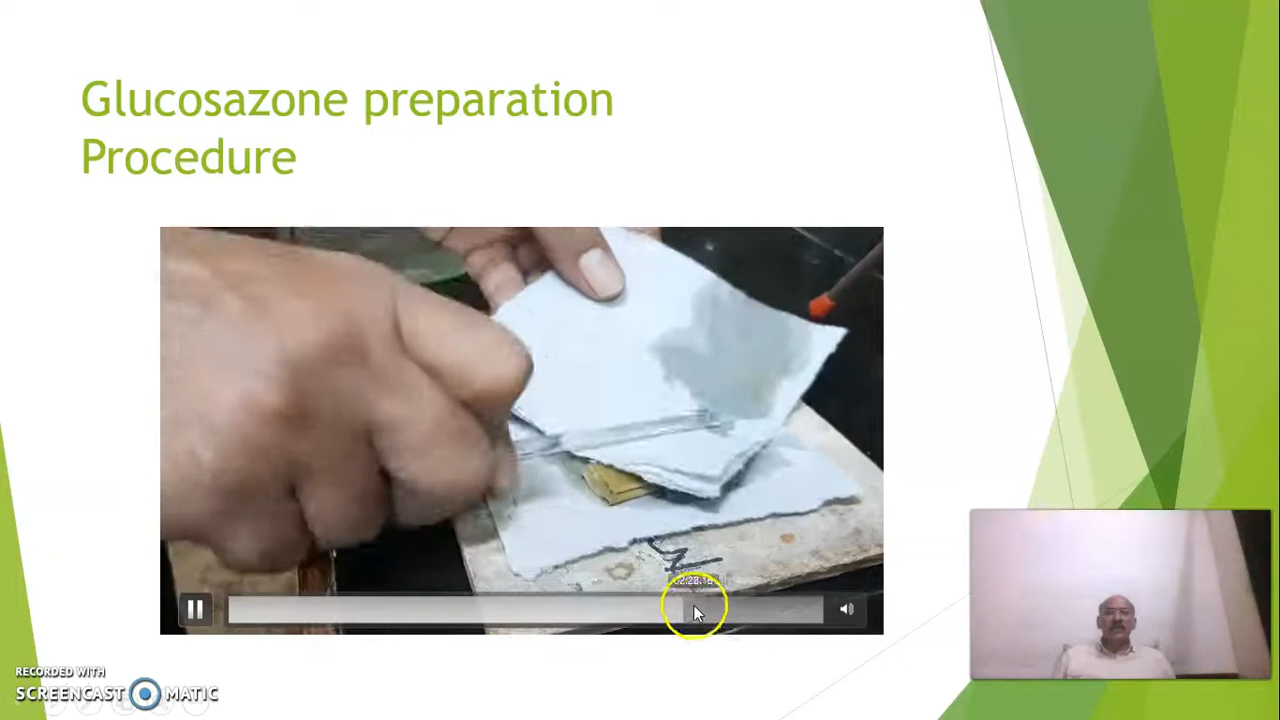 Glucosazone preparation
Procedure
RECORDED WITH
SCREENCAST MATIC